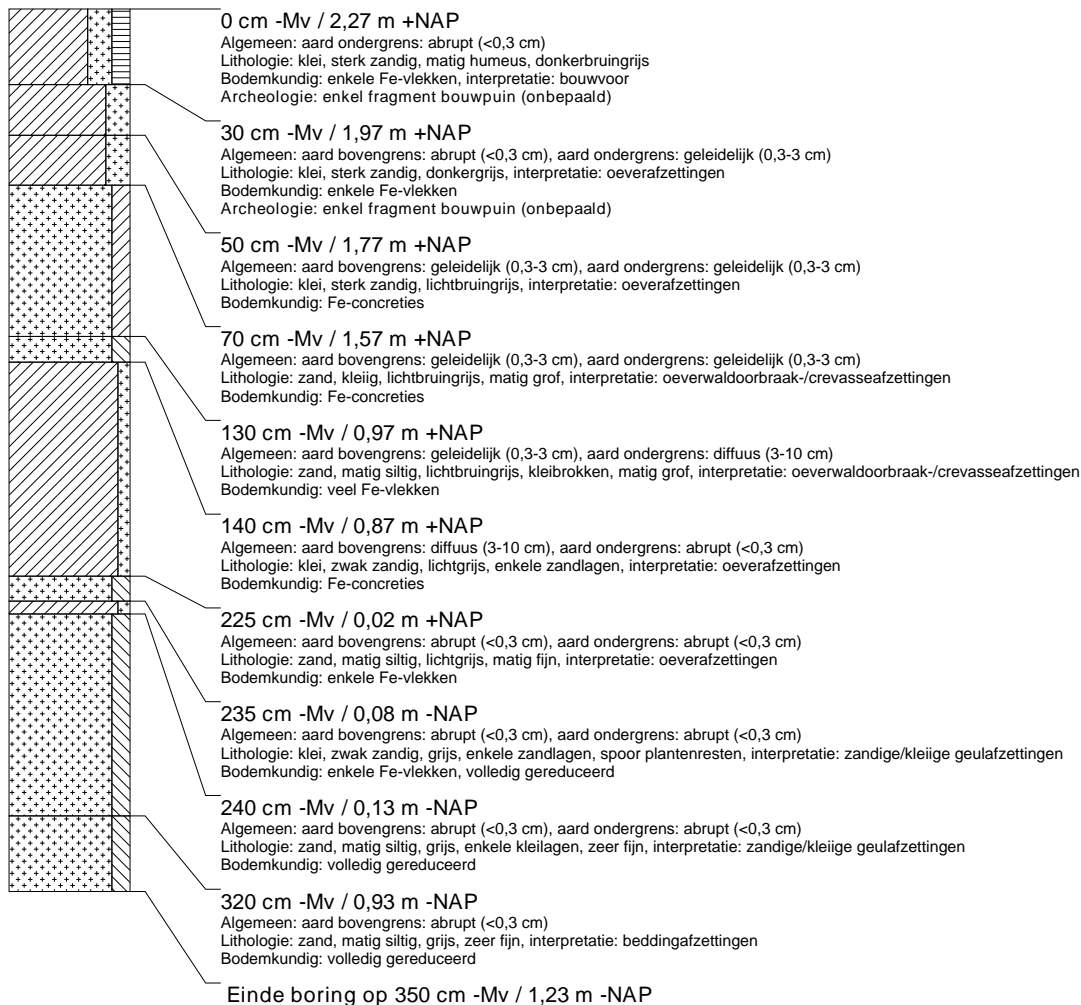 0 cm -Mv / 2,27 m +NAP
Algemeen: aard ondergrens: abrupt (<0,3 cm)
Lithologie: klei, sterk zandig, matig humeus, donkerbruingrijs
Bodemkundig: enkele Fe-vlekken, interpretatie: bouwvoor
Archeologie: enkel fragment bouwpuin (onbepaald)
30 cm -Mv / 1,97 m +NAP
Algemeen: aard bovengrens: abrupt (<0,3 cm), aard ondergrens: geleidelijk (0,3-3 cm)
Lithologie: klei, sterk zandig, donkergrijs, interpretatie: oeverafzettingen
Bodemkundig: enkele Fe-vlekken
Archeologie: enkel fragment bouwpuin (onbepaald)
50 cm -Mv / 1,77 m +NAP
Algemeen: aard bovengrens: geleidelijk (0,3-3 cm), aard ondergrens: geleidelijk (0,3-3 cm)
Lithologie: klei, sterk zandig, lichtbruingrijs, interpretatie: oeverafzettingen
Bodemkundig: Fe-concreties
70 cm -Mv / 1,57 m +NAP
Algemeen: aard bovengrens: geleidelijk (0,3-3 cm), aard ondergrens: geleidelijk (0,3-3 cm)
Lithologie: zand, kleiig, lichtbruingrijs, matig grof, interpretatie: oeverwaldoorbraak-/crevasseafzettingen
Bodemkundig: Fe-concreties
130 cm -Mv / 0,97 m +NAP
Algemeen: aard bovengrens: geleidelijk (0,3-3 cm), aard ondergrens: diffuus (3-10 cm)
Lithologie: zand, matig siltig, lichtbruingrijs, kleibrokken, matig grof, interpretatie: oeverwaldoorbraak-/crevasseafzettingen
Bodemkundig: veel Fe-vlekken
140 cm -Mv / 0,87 m +NAP
Algemeen: aard bovengrens: diffuus (3-10 cm), aard ondergrens: abrupt (<0,3 cm)
Lithologie: klei, zwak zandig, lichtgrijs, enkele zandlagen, interpretatie: oeverafzettingen
Bodemkundig: Fe-concreties
225 cm -Mv / 0,02 m +NAP
Algemeen: aard bovengrens: abrupt (<0,3 cm), aard ondergrens: abrupt (<0,3 cm)
Lithologie: zand, matig siltig, lichtgrijs, matig fijn, interpretatie: oeverafzettingen
Bodemkundig: enkele Fe-vlekken
235 cm -Mv / 0,08 m -NAP
Algemeen: aard bovengrens: abrupt (<0,3 cm), aard ondergrens: abrupt (<0,3 cm)
Lithologie: klei, zwak zandig, grijs, enkele zandlagen, spoor plantenresten, interpretatie: zandige/kleiige geulafzettingen
Bodemkundig: enkele Fe-vlekken, volledig gereduceerd
240 cm -Mv / 0,13 m -NAP
Algemeen: aard bovengrens: abrupt (<0,3 cm), aard ondergrens: abrupt (<0,3 cm)
Lithologie: zand, matig siltig, grijs, enkele kleilagen, zeer fijn, interpretatie: zandige/kleiige geulafzettingen
Bodemkundig: volledig gereduceerd
320 cm -Mv / 0,93 m -NAP
Algemeen: aard bovengrens: abrupt (<0,3 cm)
Lithologie: zand, matig siltig, grijs, zeer fijn, interpretatie: beddingafzettingen
Bodemkundig: volledig gereduceerd
Einde boring op 350 cm -Mv / 1,23 m -NAP